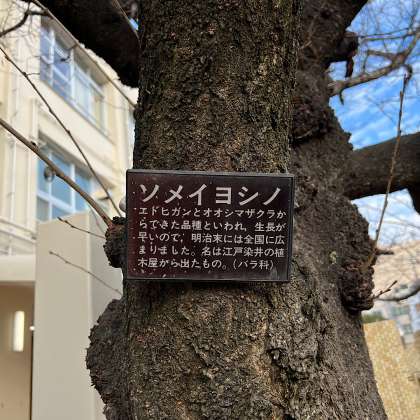 ソメイヨシノ
エドヒガンとオオシマザクラか
らできた品種といわれ、生長が
早いので、明治末には全国に広
まりました。名は江戸染井の植
木屋から出たもの。(バラ科)